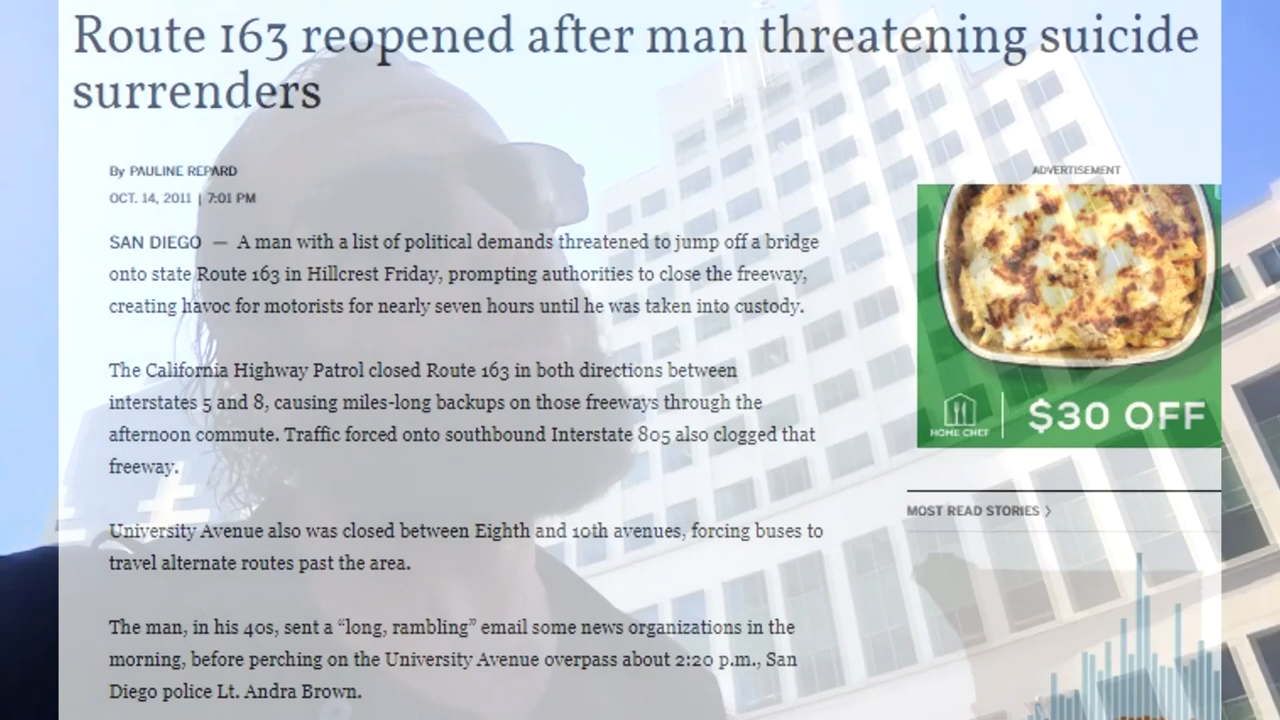 Route 163 reopened after man threatening suicide
surrenders
By PAULINE REPARD
OCT. 14, 2011 | 7:01 PM
SAN DIEGO — A man with a list of political demands threatened to jump off a bridge
onto state Route 163 in Hillcrest Friday, prompting authorities to close the freeway,
creating havoc for motorists for nearly seven hours until he was taken into custody.
The California Highway Patrol closed Route 163 in both directions between
interstates 5 and 8, causing miles-long backups on those freeways through the
afternoon commute. Traffic forced onto southbound Interstate 805 also clogged that
freeway.
University Avenue also was closed between Eighth and 10th avenues, forcing buses to
travel alternate routes past the area.
The man, in his 40s, sent a “long, rambling” email some news organizations in the
morning, before perching on the University Avenue overpass about 2:20 p.m., San
Diego police Lt. Andra Brown.
ADVERTISEMENT
HOME CHEF
$30 OFF
MOST READ STORIES >